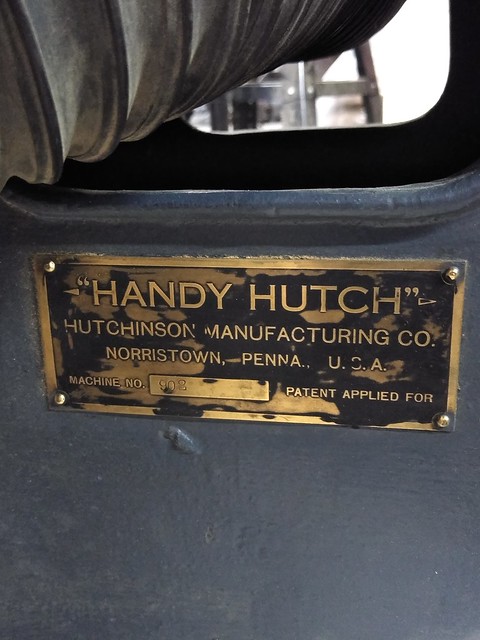 "HANDY HUTCH"
HUTCHINSON MANUFACTURING CO.
NORRISTOWN, PENNA., U.S.A.
MACHINE NO. PATENT APPLIED FOR